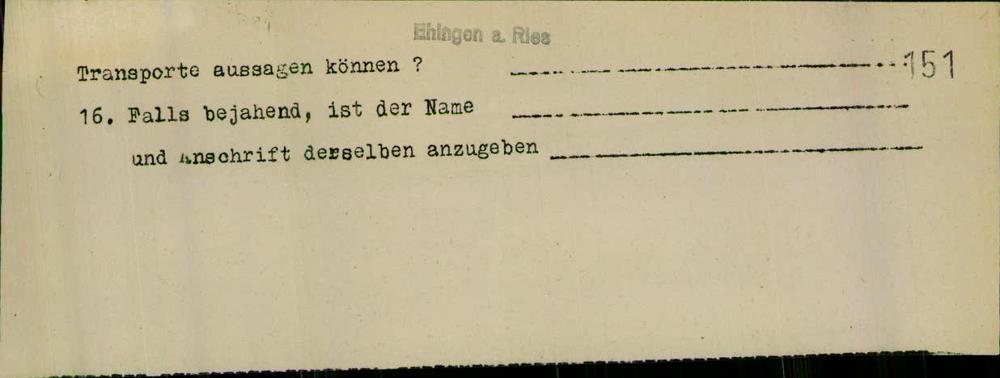 Ehingen a. Ries
Transporte aussagen können ?
151
16. Falls bejahend, ist der Name
und Anschrift derselben anzugeben